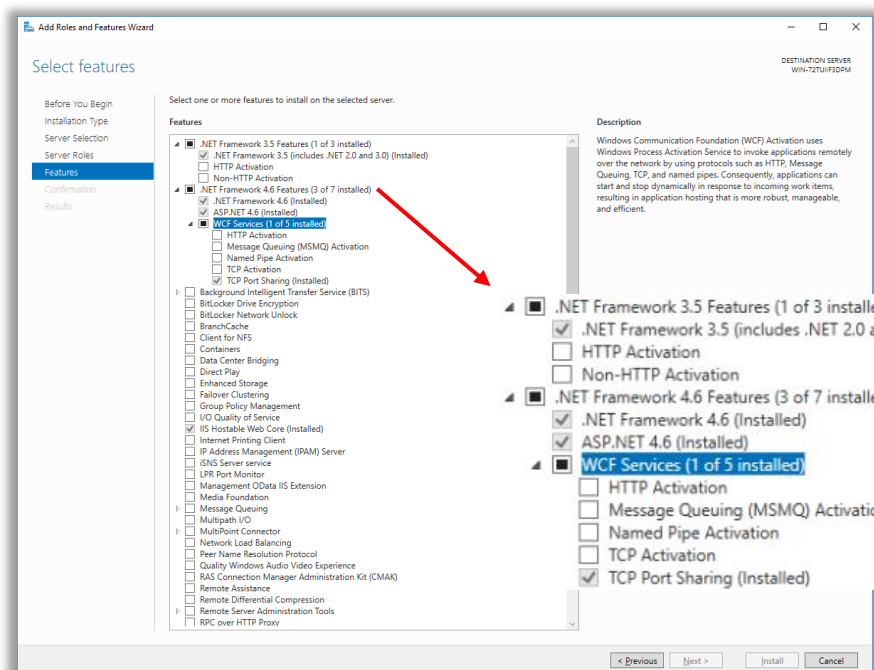 Add Roles and Features Wizard
Select features
DESTINATION SERVER
WIN-72TUIIF3DPM
Before You Begin
Installation Type
Server Selection
Server Roles
Features
Confirmation
Results
Select one or more features to install on the selected server.
Features
.NET Framework 3.5 Features (1 of 3 installed)
.NET Framework 3.5 (includes .NET 2.0 and 3.0) (Installed)
HTTP Activation
Non-HTTP Activation
.NET Framework 4.6 Features (3 of 7 installed)
.NET Framework 4.6 (Installed)
ASP.NET 4.6 (Installed)
WCF Services (1 of 5 installed)
HTTP Activation
Message Queuing (MSMQ) Activation
Named Pipe Activation
TCP Activation
TCP Port Sharing (Installed)
Background Intelligent Transfer Service (BITS)
BitLocker Drive Encryption
BitLocker Network Unlock
BranchCache
Client for NFS
Containers
Data Center Bridging
Direct Play
Enhanced Storage
Failover Clustering
Group Policy Management
I/O Quality of Service
IIS Hostable Web Core (Installed)
Internet Printing Client
IP Address Management (IPAM) Server
iSNS Server service
LPR Port Monitor
Management OData IIS Extension
Media Foundation
Message Queuing
Multipath I/O
MultiPoint Connector
Network Load Balancing
Peer Name Resolution Protocol
Quality Windows Audio Video Experience
RAS Connection Manager Administration Kit (CMAK)
Remote Assistance
Remote Differential Compression
Remote Server Administration Tools
RPC over HTTP Proxy
Description
Windows Communication Foundation (WCF) Activation uses
Windows Process Activation Service to invoke applications remotely
over the network by using protocols such as HTTP, Message
Queuing, TCP, and named pipes. Consequently, applications can
start and stop dynamically in response to incoming work items,
resulting in application hosting that is more robust, manageable,
and efficient.
.NET Framework 3.5 Features (1 of 3 installe
.NET Framework 3.5 (includes .NET 2.0 a
HTTP Activation
Non-HTTP Activation
.NET Framework 4.6 Features (3 of 7 installe
.NET Framework 4.6 (Installed)
ASP.NET 4.6 (Installed)
WCF Services (1 of 5 installed)
HTTP Activation
Message Queuing (MSMQ) Activatio
Named Pipe Activation
TCP Activation
TCP Port Sharing (Installed)
< Previous
Next >
Install
Cancel